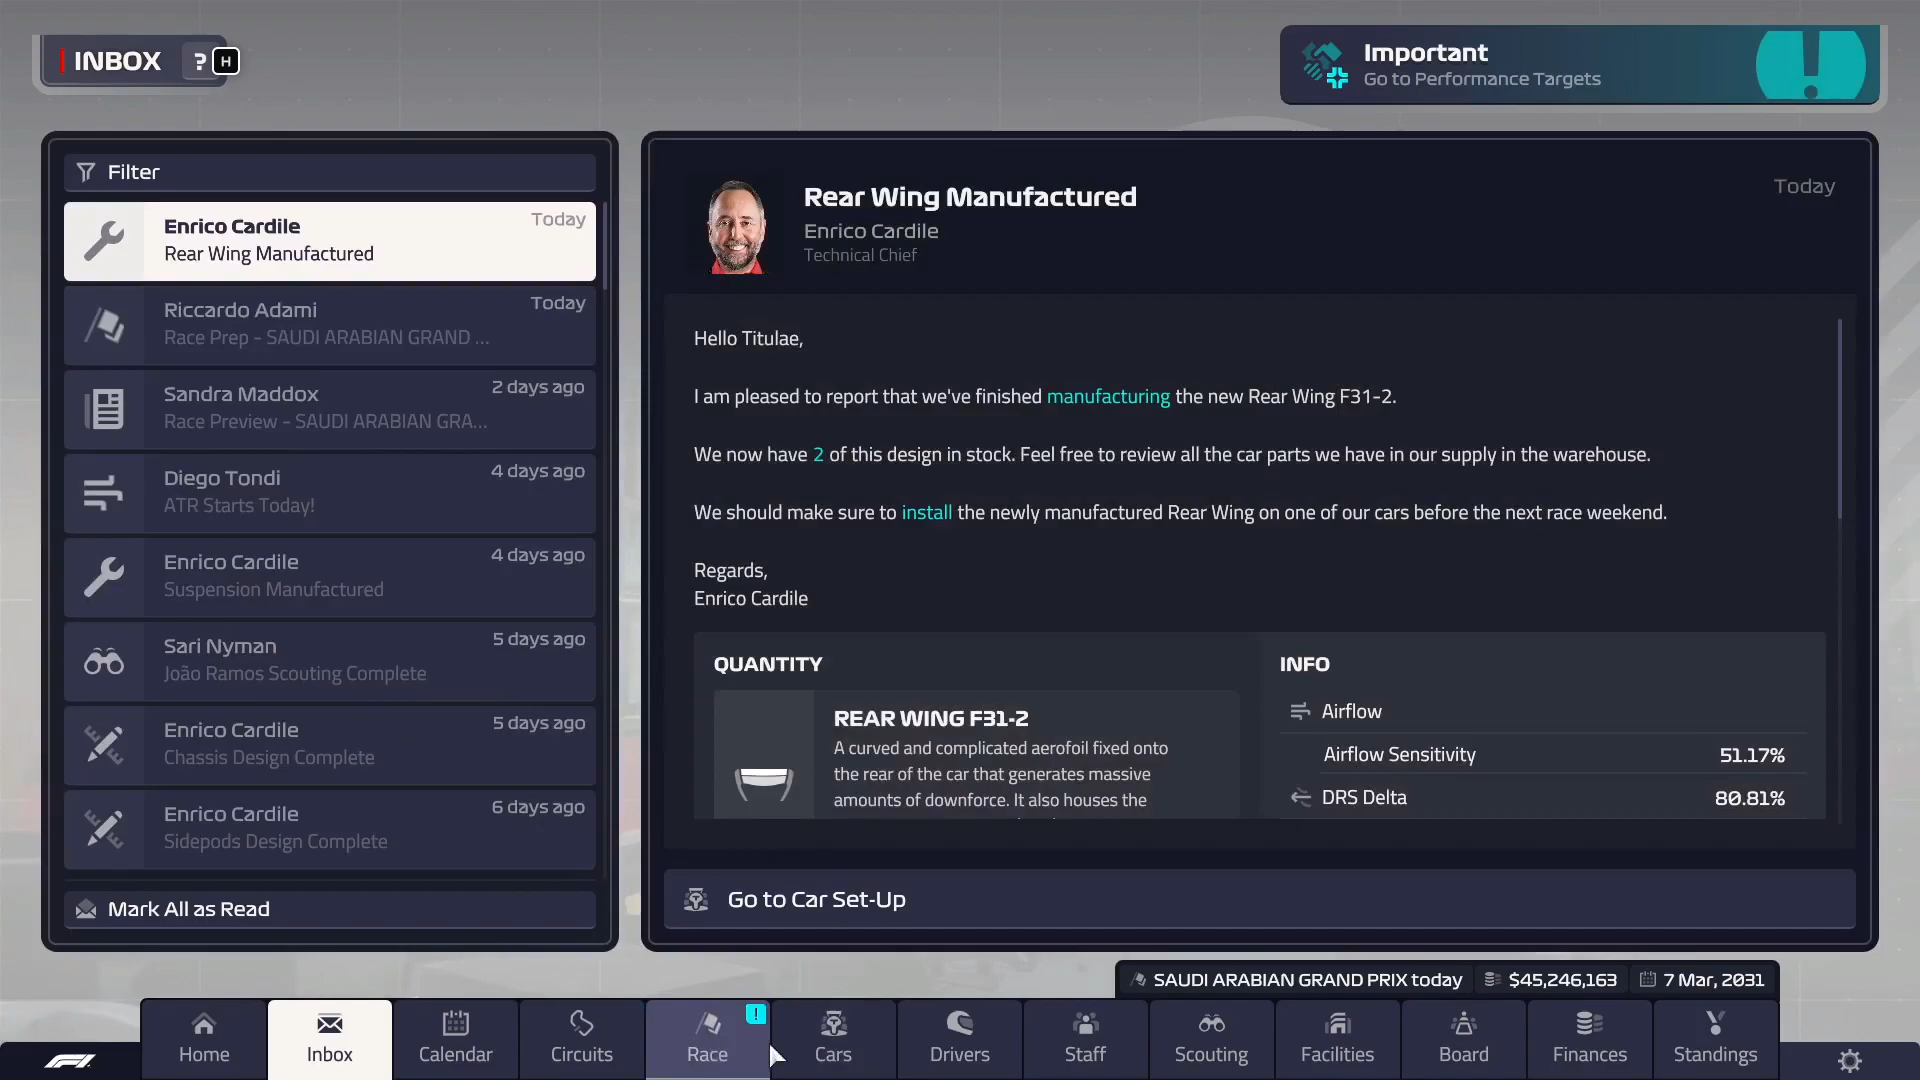 INBOX
? H
Important
Go to Performance Targets
Filter
Enrico Cardile
Today
Rear Wing Manufactured
Riccardo Adami
Today
Race Prep - SAUDI ARABIAN GRAND ...
Sandra Maddox
2 days ago
Race Preview - SAUDI ARABIAN GRA...
Diego Tondi
4 days ago
ATR Starts Today!
Enrico Cardile
4 days ago
Suspension Manufactured
Sari Nyman
5 days ago
João Ramos Scouting Complete
Enrico Cardile
5 days ago
Chassis Design Complete
Enrico Cardile
6 days ago
Sidepods Design Complete
Mark All as Read
Rear Wing Manufactured
Today
Enrico Cardile
Technical Chief
Hello Titulae,
I am pleased to report that we've finished manufacturing the new Rear Wing F31-2.
We now have 2 of this design in stock. Feel free to review all the car parts we have in our supply in the warehouse.
We should make sure to install the newly manufactured Rear Wing on one of our cars before the next race weekend.
Regards,
Enrico Cardile
QUANTITY
REAR WING F31-2
A curved and complicated aerofoil fixed onto
the rear of the car that generates massive
amounts of downforce. It also houses the
INFO
Airflow
Airflow Sensitivity 51.17%
DRS Delta 80.81%
Go to Car Set-Up
SAUDI ARABIAN GRAND PRIX today $45,246,163 7 Mar, 2031
Home
Inbox
Calendar
Circuits
Race
!
Cars
Drivers
Staff
Scouting
Facilities
Board
Finances
Standings